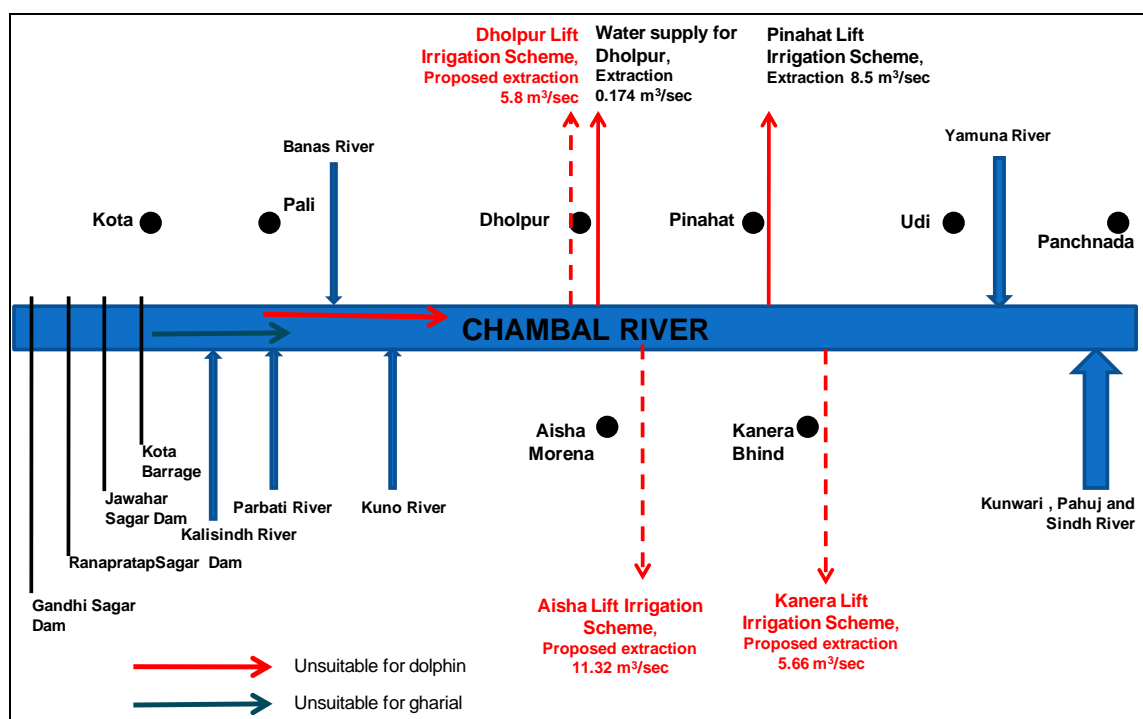 Dholpur Lift
Irrigation Scheme,
Proposed extraction
5.8 m³/sec
Water supply for
Dholpur,
Extraction
0.174 m³/sec
Pinahat Lift
Irrigation Scheme,
Extraction 8.5 m³/sec
Banas River
Yamuna River
Kota
Pali
Dholpur
Pinahat
Udi
Panchnada
CHAMBAL RIVER
Kota
Barrage
Jawahar
Sagar Dam
RanapratapSagar Dam
Gandhi Sagar
Dam
Kalisindh River
Parbati River
Kuno River
Aisha
Morena
Kanera
Bhind
Kunwari , Pahuj and
Sindh River
Aisha Lift Irrigation
Scheme,
Proposed extraction
11.32 m³/sec
Kanera Lift
Irrigation Scheme,
Proposed extraction
5.66 m³/sec
Unsuitable for dolphin
Unsuitable for gharial